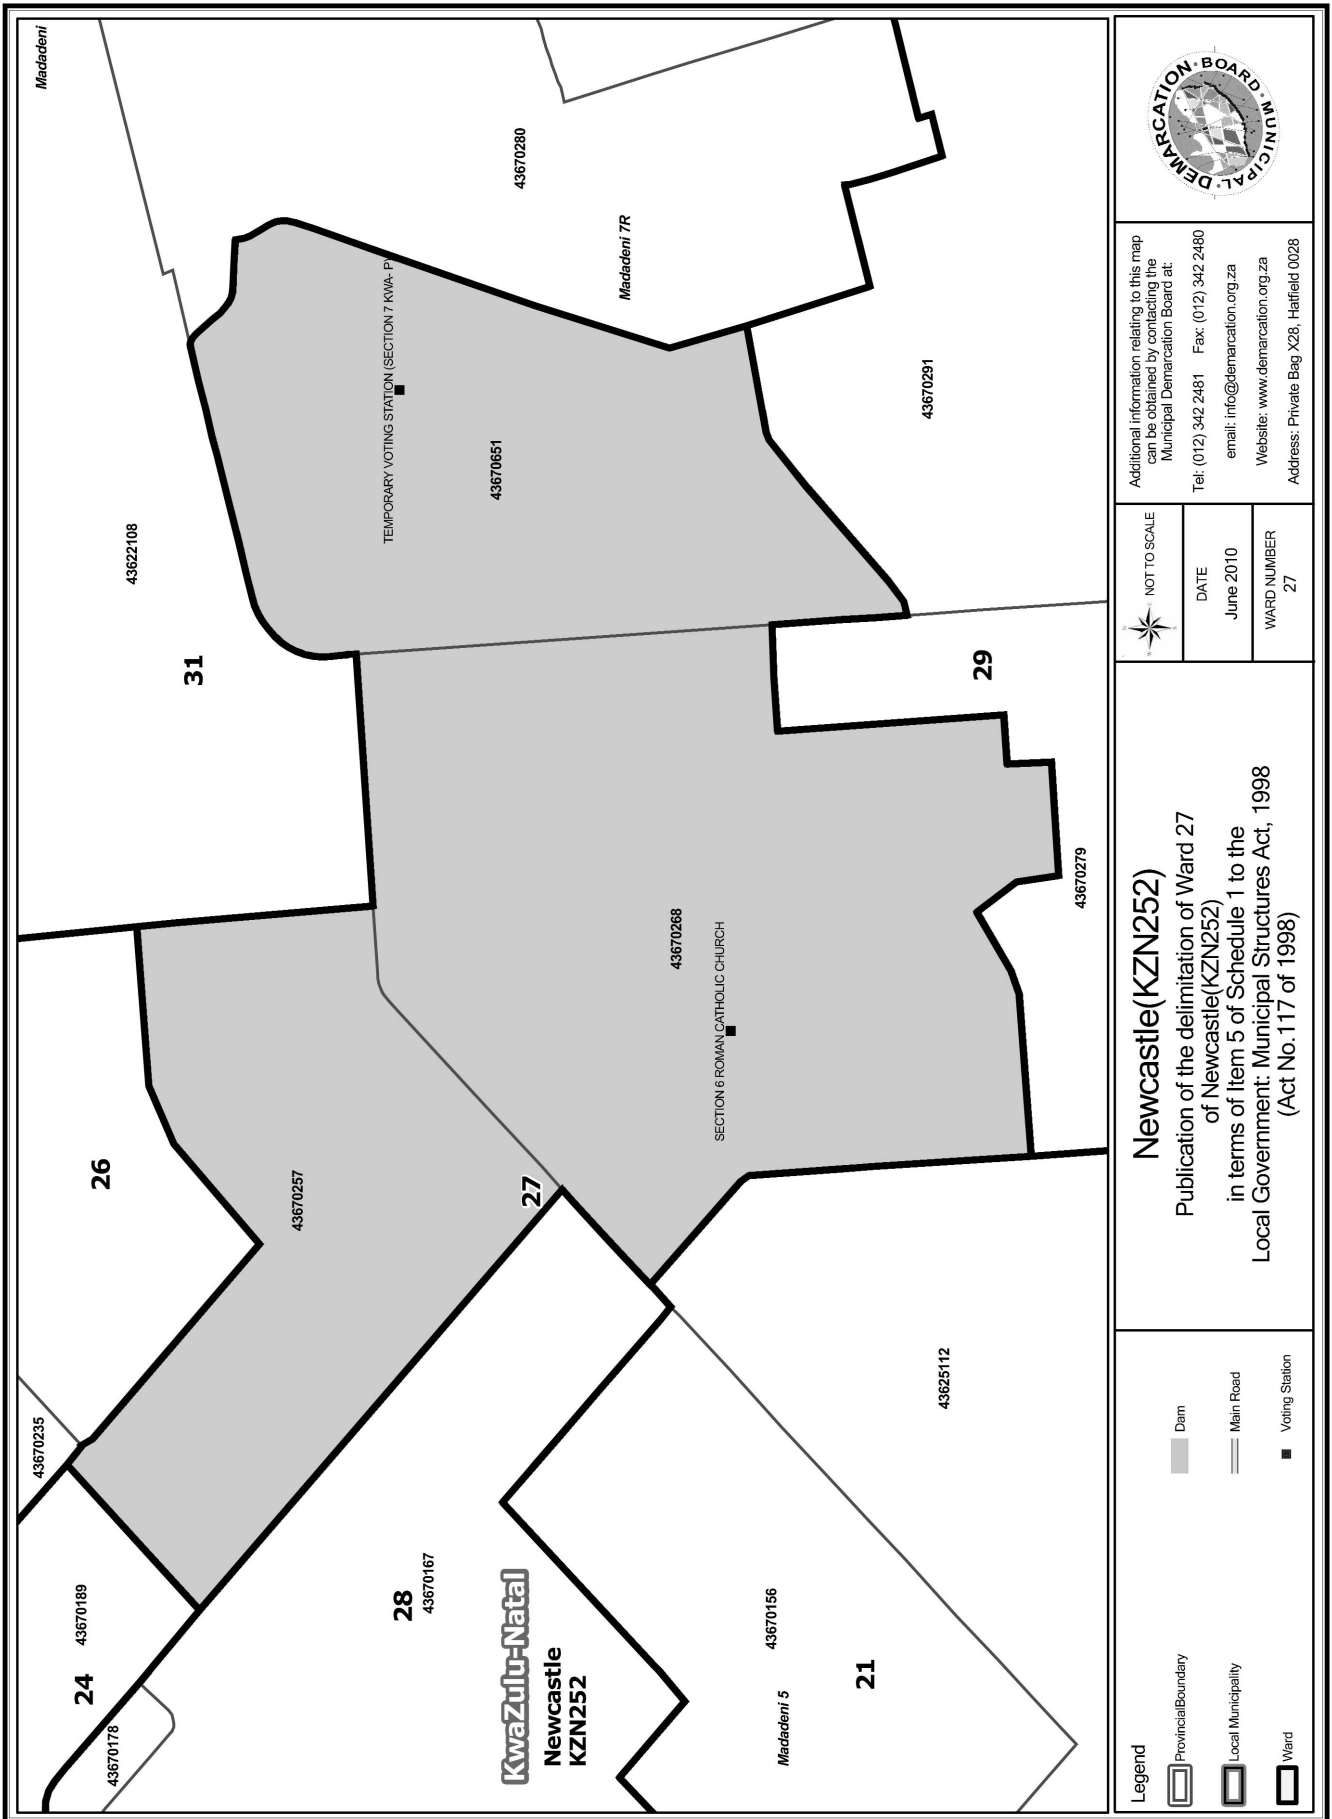 Madadeni
43670280
Madadeni 7R
TEMPORARY VOTING STATION (SECTION 7 KWA- PY
43670651
43670291
43622108
31
29
43670279
43670268
SECTION 6 ROMAN CATHOLIC CHURCH
26
43670257
27
43670235
43625112
43670189
24
43670178
28
43670167
KwaZulu-Natal
Newcastle
KZN252
43670156
21
Madadeni 5
Legend
ProvincialBoundary
Local Municipality
Ward
Dam
Main Road
Voting Station
Newcastle(KZN252)
Publication of the delimitation of Ward 27
of Newcastle(KZN252)
in terms of Item 5 of Schedule 1 to the
Local Government: Municipal Structures Act, 1998
(Act No.117 of 1998)
NOT TO SCALE
DATE
June 2010
WARD NUMBER
27
Additional information relating to this map
can be obtained by contacting the
Municipal Demarcation Board at:
Tel: (012) 342 2481 Fax: (012) 342 2480
email: info@demarcation.org.za
Website: www.demarcation.org.za
Address: Private Bag X28, Hatfield 0028
MUNICIPAL · DEMARCATION · BOARD ·